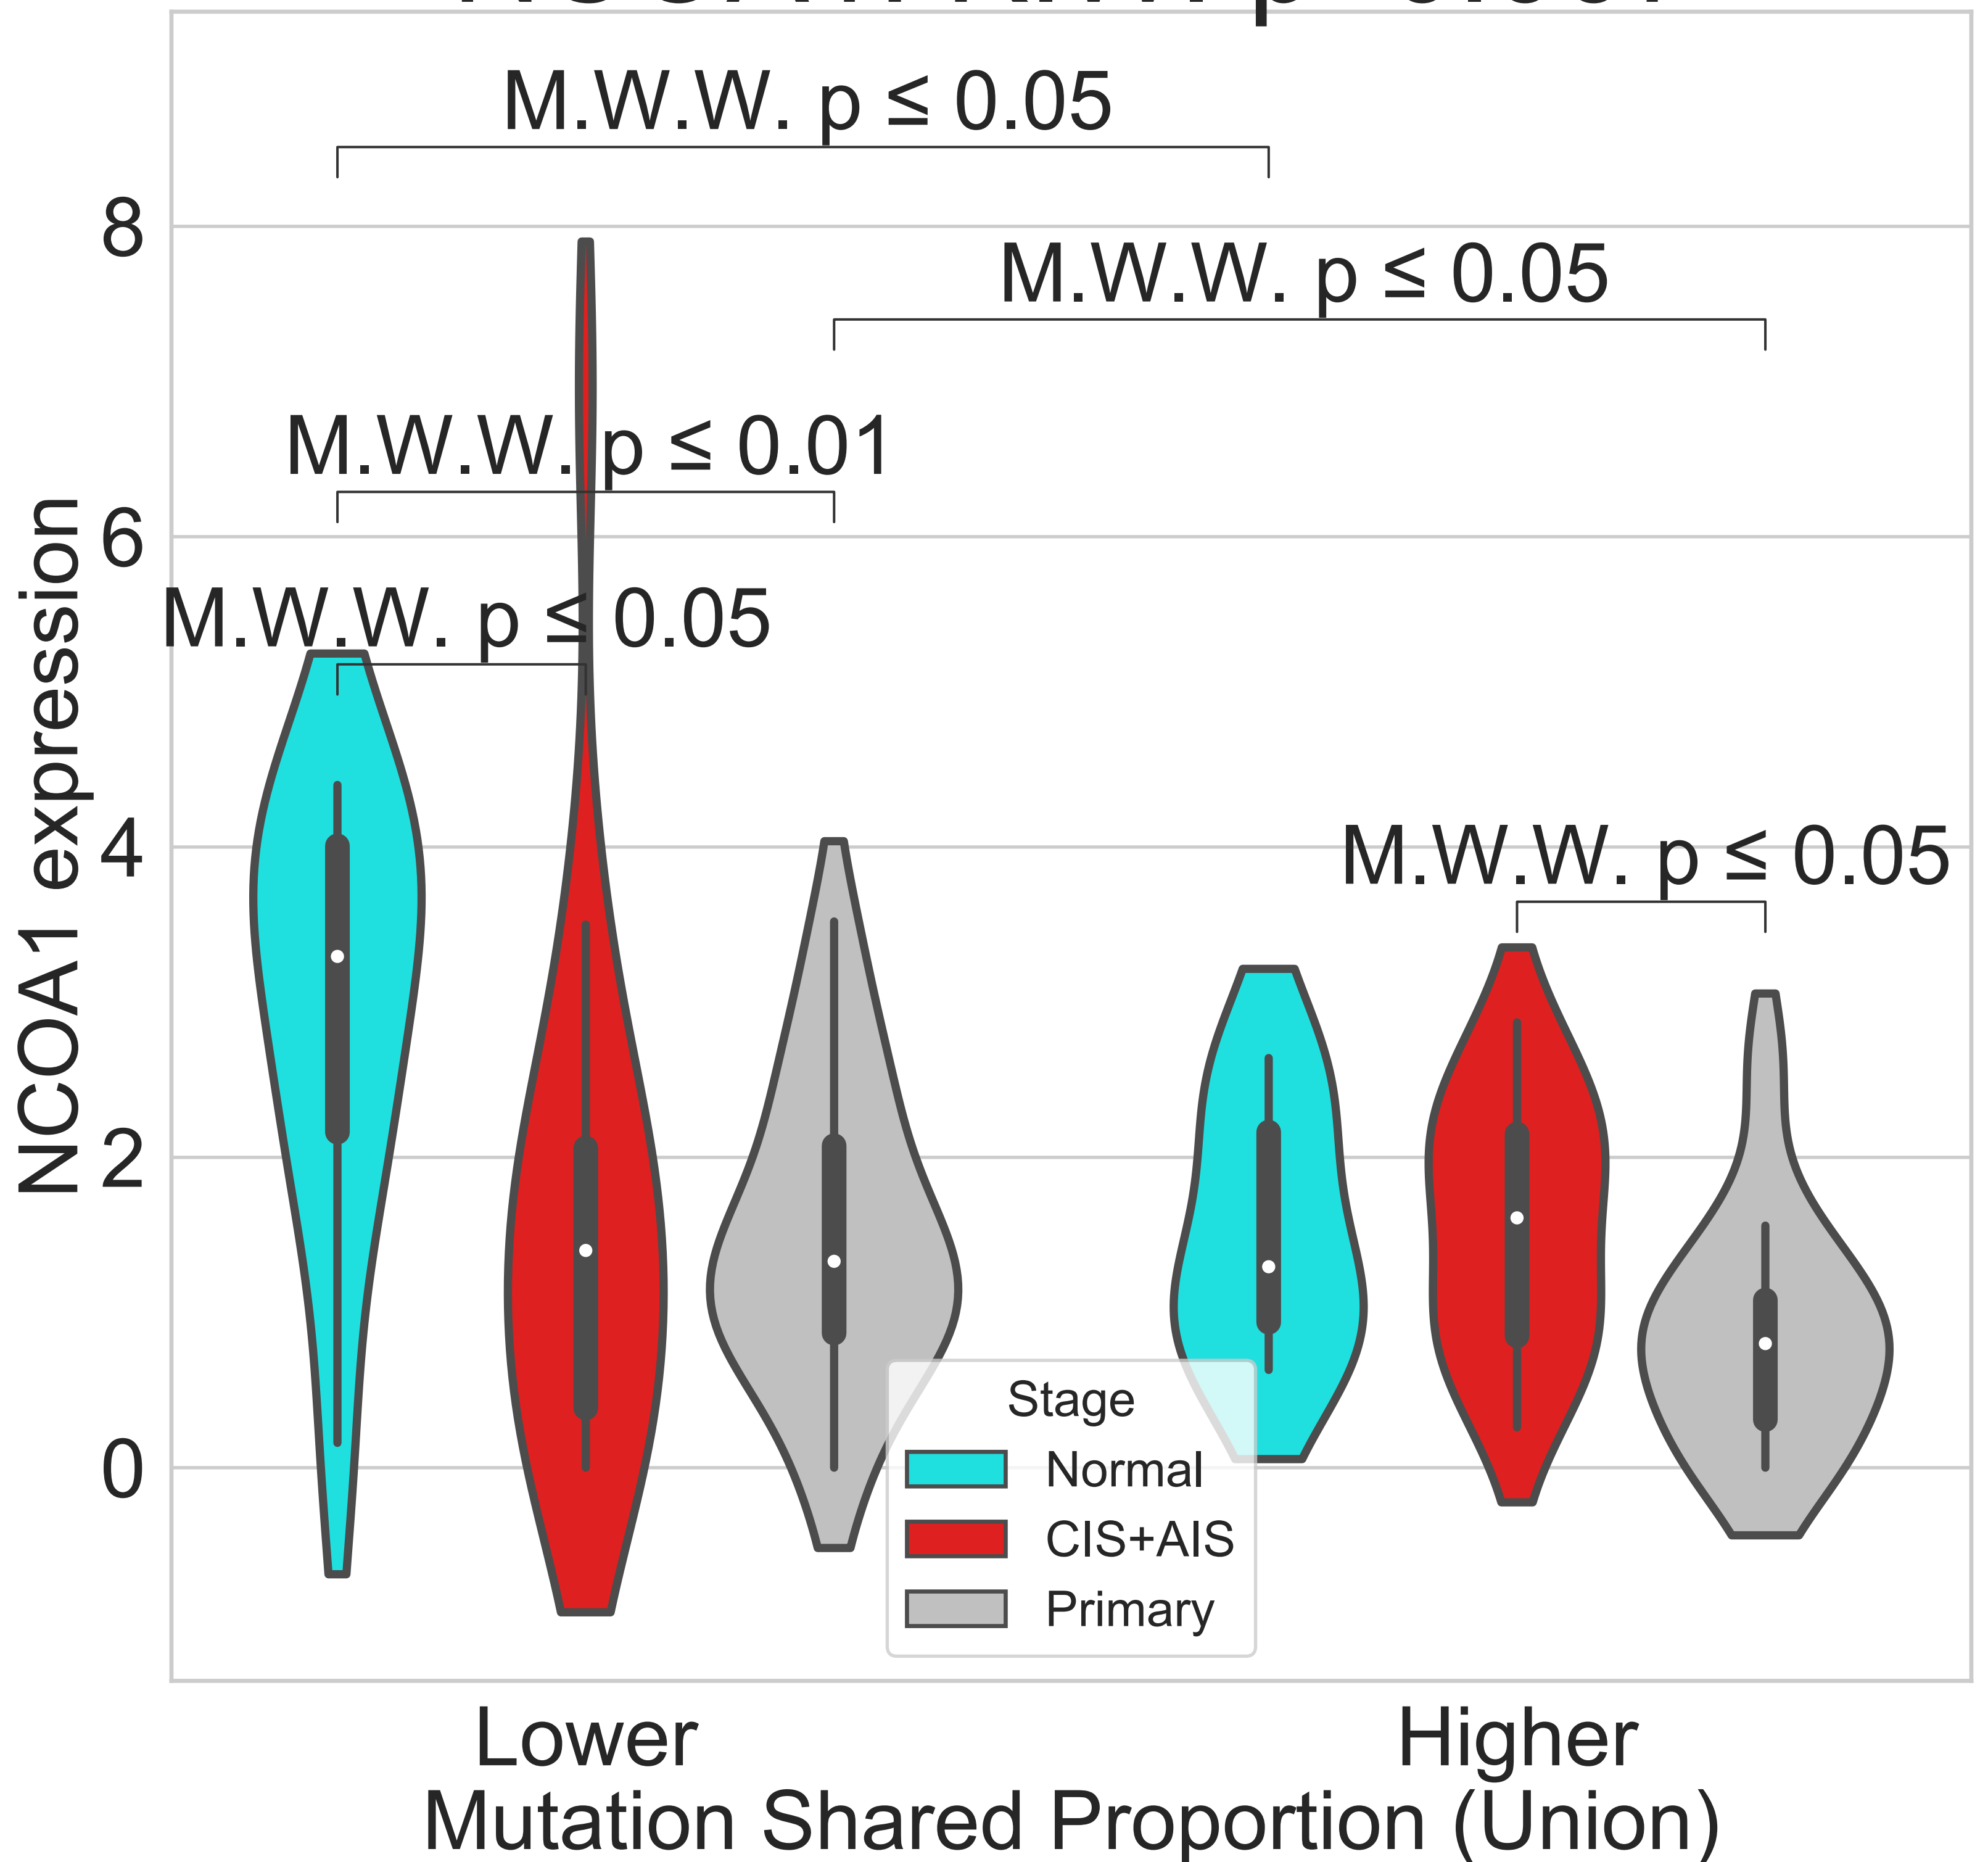 M.W.W. p ≤ 0.05
8
M.W.W. p ≤ 0.05
M.W.W. p ≤ 0.01
6
M.W.W. p ≤ 0.05
NCOA1 expression
4
M.W.W. p ≤ 0.05
2
0
Stage
Normal
CIS+AIS
Primary
Lower
Higher
Mutation Shared Proportion (Union)